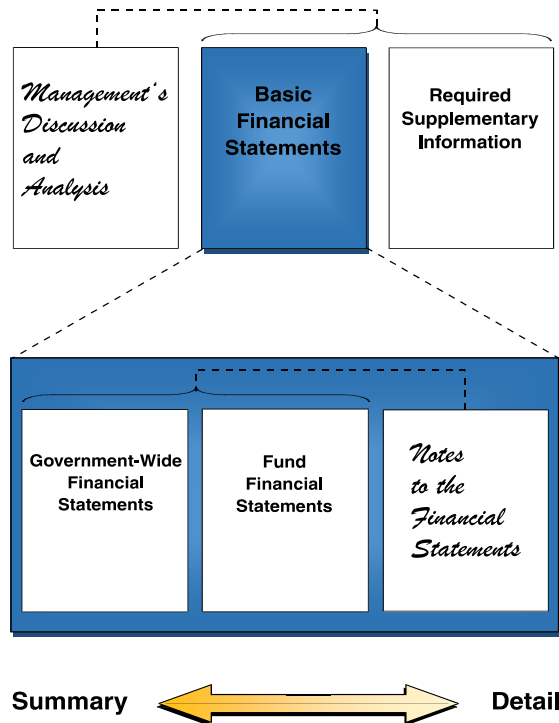 Management's
Discussion
and
Analysis
Basic
Financial
Statements
Required
Supplementary
Information
Government-Wide
Financial
Statements
Fund
Financial
Statements
Notes
to the
Financial
Statements
Summary
Detail